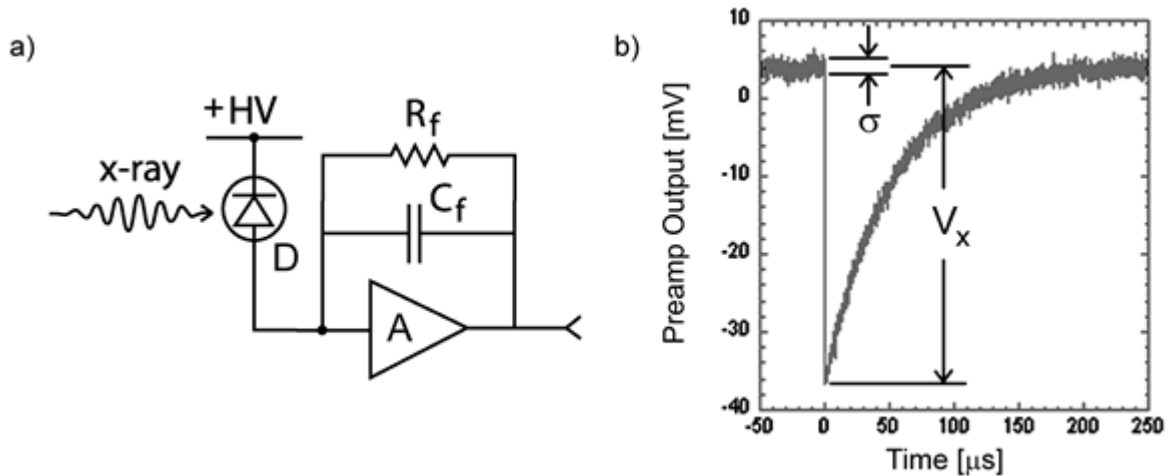 a)
+HV
x-ray
D
R_f
C_f
A
b)
Preamp Output [mV]
10
0
-10
-20
-30
-40
σ
V_x
-50 0 50 100 150 200 250
Time [µs]